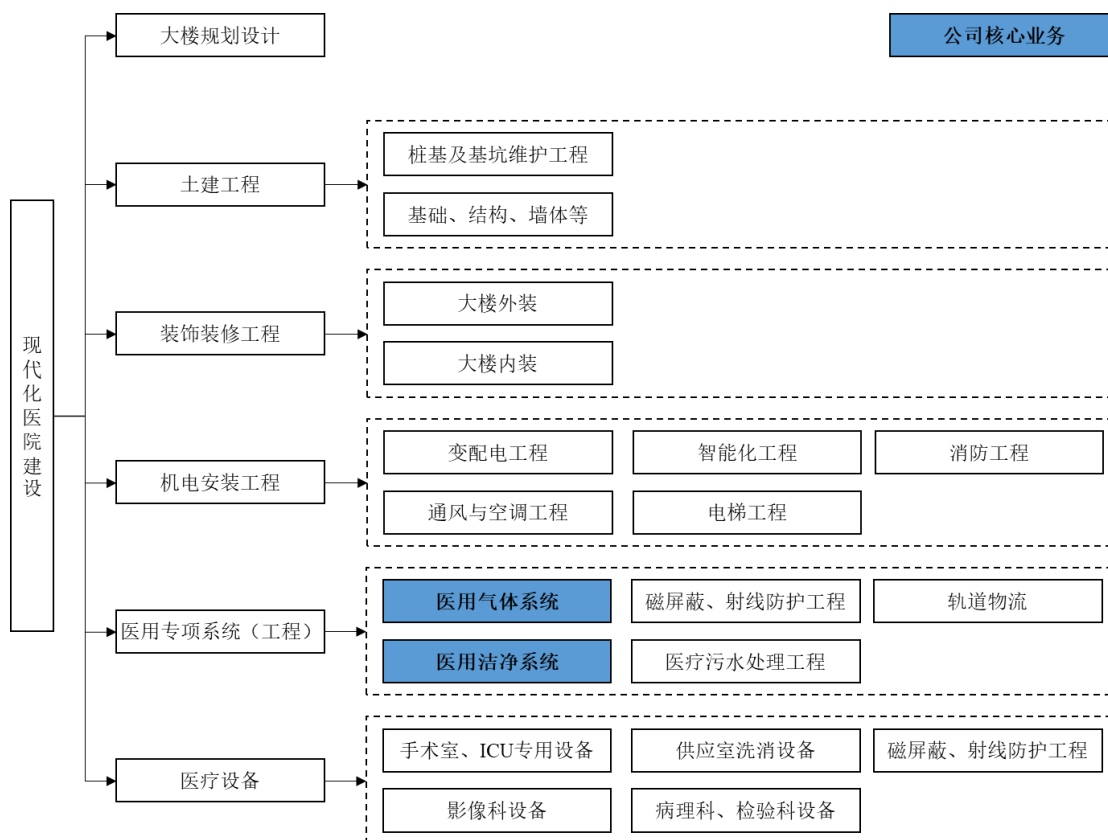 大楼规划设计
公司核心业务
桩基及基坑维护工程
土建工程
基础、结构、墙体等
大楼外装
装饰装修工程
大楼内装
现代化医院建设
变配电工程
智能化工程
消防工程
机电安装工程
通风与空调工程
电梯工程
医用气体系统
磁屏蔽、射线防护工程
轨道物流
医用专项系统（工程）
医用洁净系统
医疗污水处理工程
手术室、ICU专用设备
供应室洗消设备
磁屏蔽、射线防护工程
医疗设备
影像科设备
病理科、检验科设备